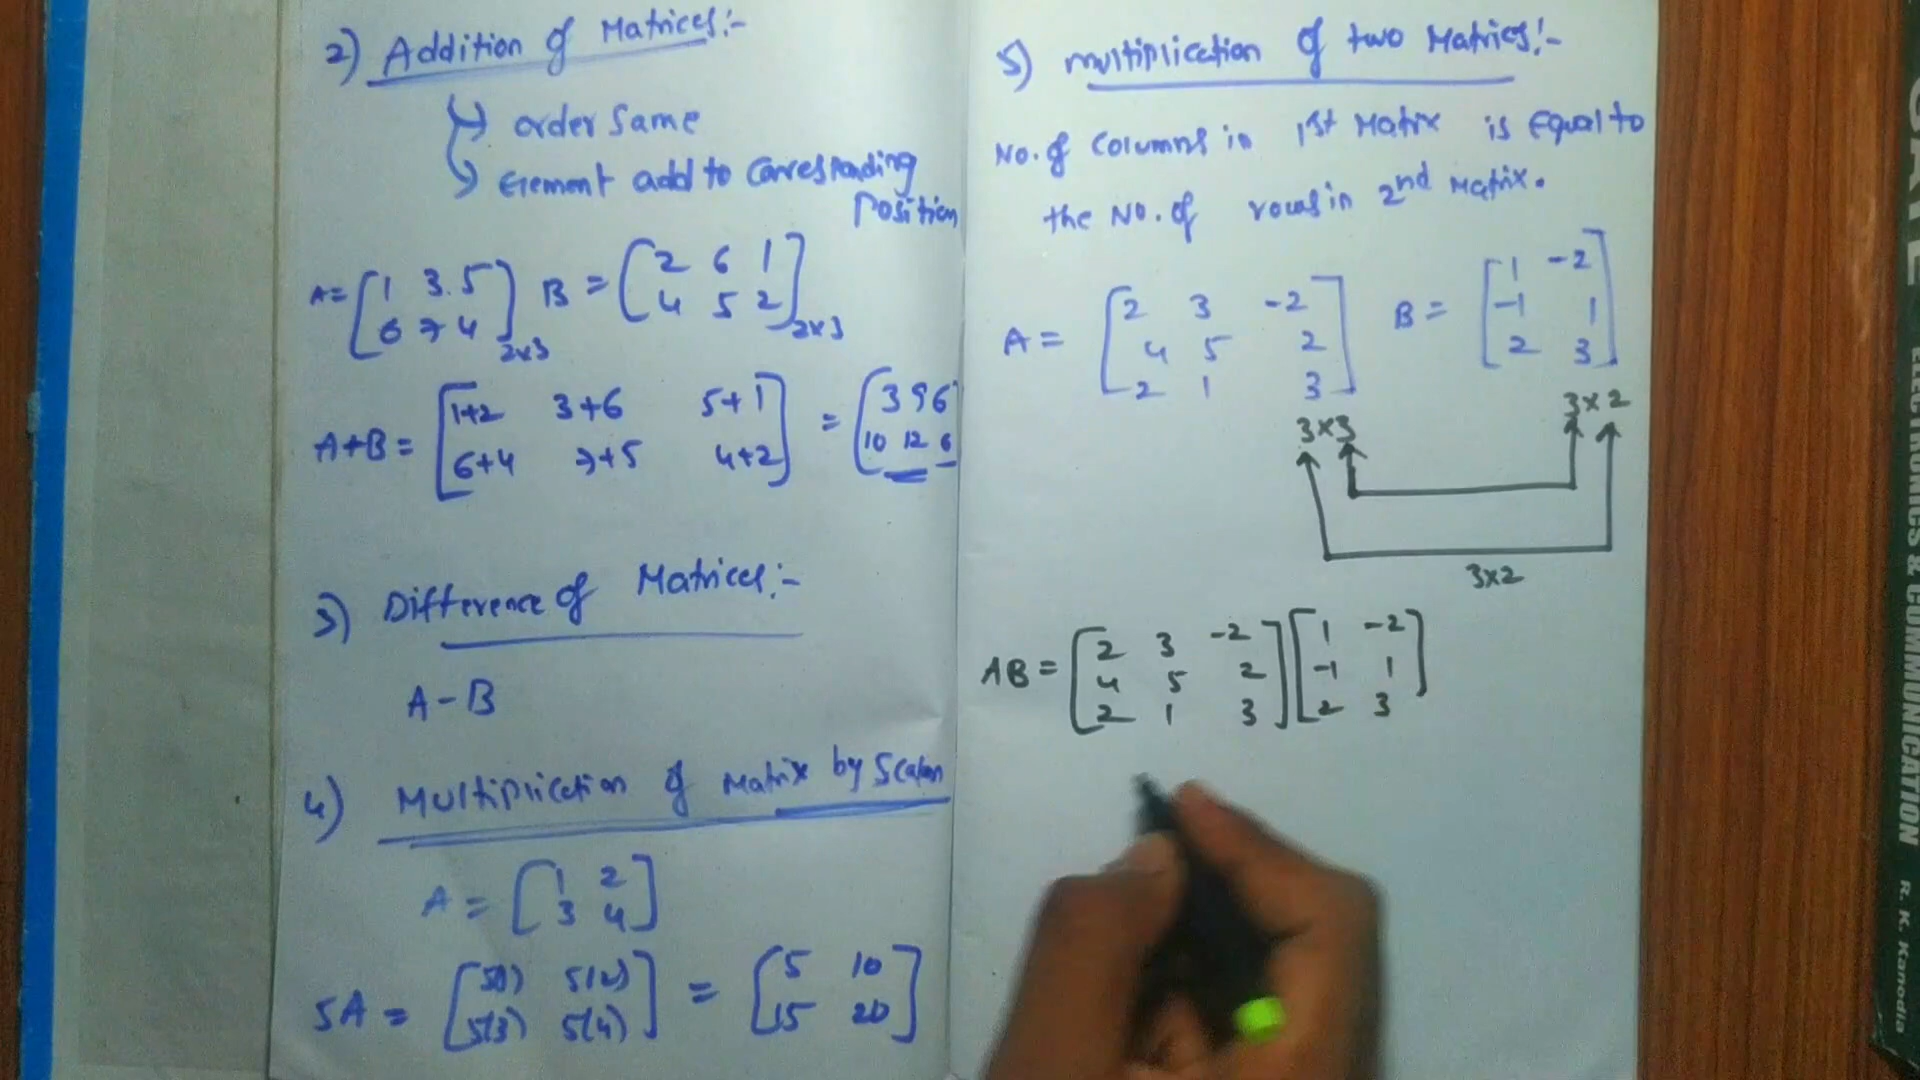 2) Addition of Matrices:-
order same
Element add to Corresponding
Position
A= [1 3 5
6 7 4] 2x3 B = [2 6 1
4 5 2] 2x3
A+B = [1+2 3+6 5+1
6+4 7+5 4+2] = [3 9 6
10 12 6]
3) Difference of Matrices:-
A-B
4) Multiplication of Matrix by Scalar
A = [1 2
3 4]
5A = [5(1) 5(2)
5(3) 5(4)] = [5 10
15 20]
5) Multiplication of two Matrices:-
No. of Columns in 1st Matrix is Equal to
the No. of rows in 2nd Matrix.
A = [2 3 -2
4 5 2
2 1 3] 3x3
B = [1 -2
-1 1
2 3] 3x2
3x2
AB = [2 3 -2
4 5 2
2 1 3] [1 -2
-1 1
2 3]
ELECTRONICS & COMMUNICATION
R. K. Kanodia